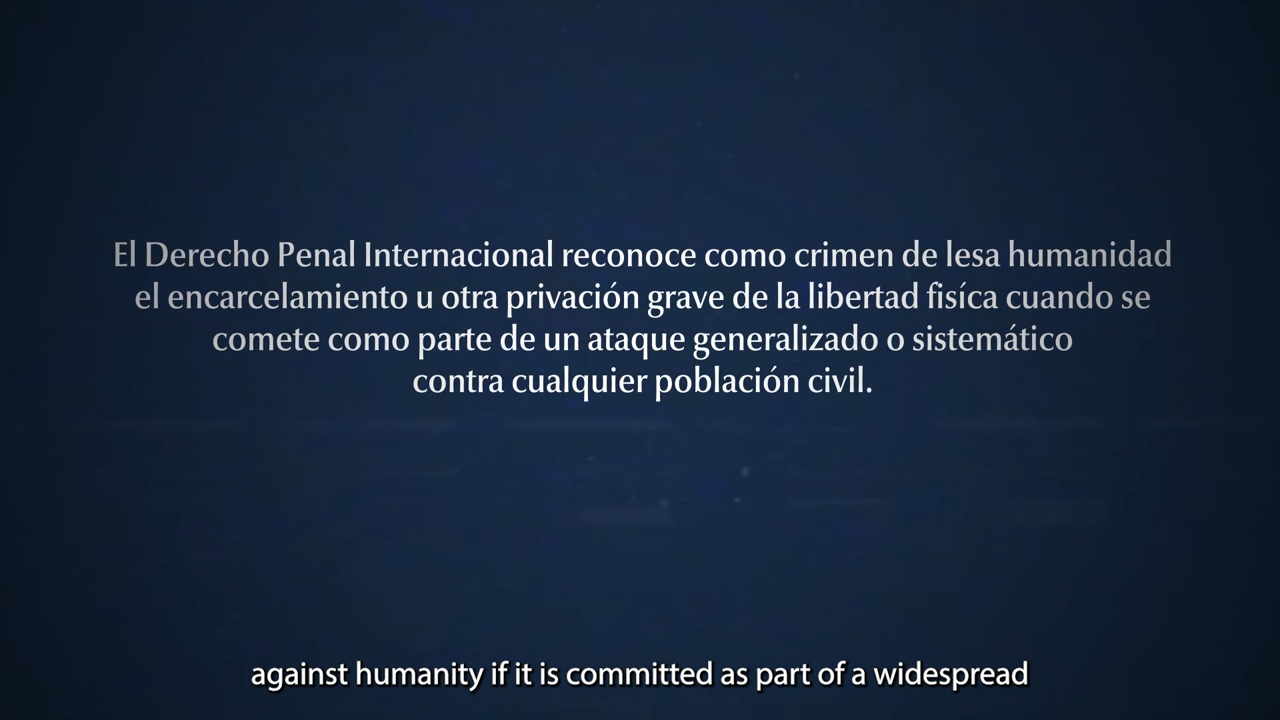 El Derecho Penal Internacional reconoce como crimen de lesa humanidad
el encarcelamiento u otra privación grave de la libertad fisíca cuando se
comete como parte de un ataque generalizado o sistemático
contra cualquier población civil.
against humanity if it is committed as part of a widespread